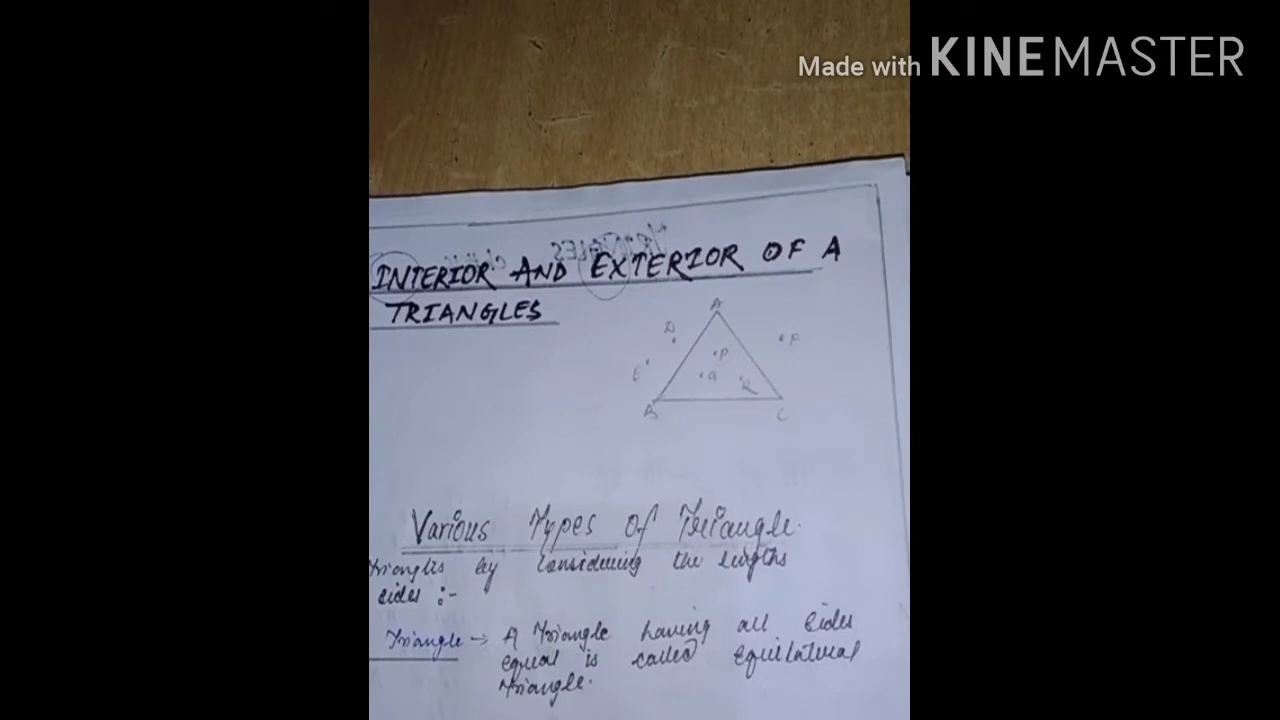 Made with KINEMASTER
INTERIOR AND EXTERIOR OF A
TRIANGLES
A
D
F
P
E
Q
R
B
C
Various Types of Triangle.
Triangles by considering the lengths
sides :-
Triangle → A Triangle having all sides
equal is called Equilateral
Triangle.